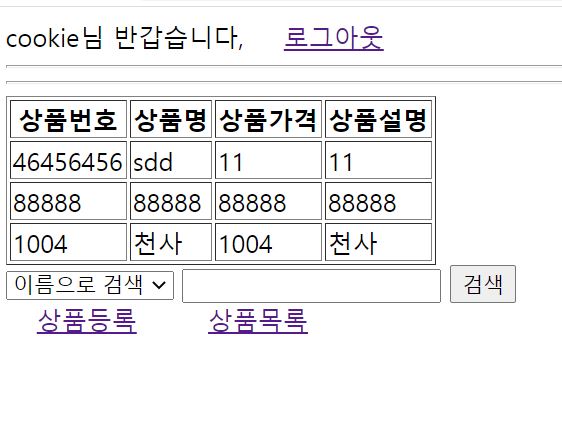 cookie님 반갑습니다, 로그아웃
상품번호 상품명 상품가격 상품설명
46456456 sdd 11 11
88888 88888 88888 88888
1004 천사 1004 천사
이름으로 검색 검색
상품등록 상품목록